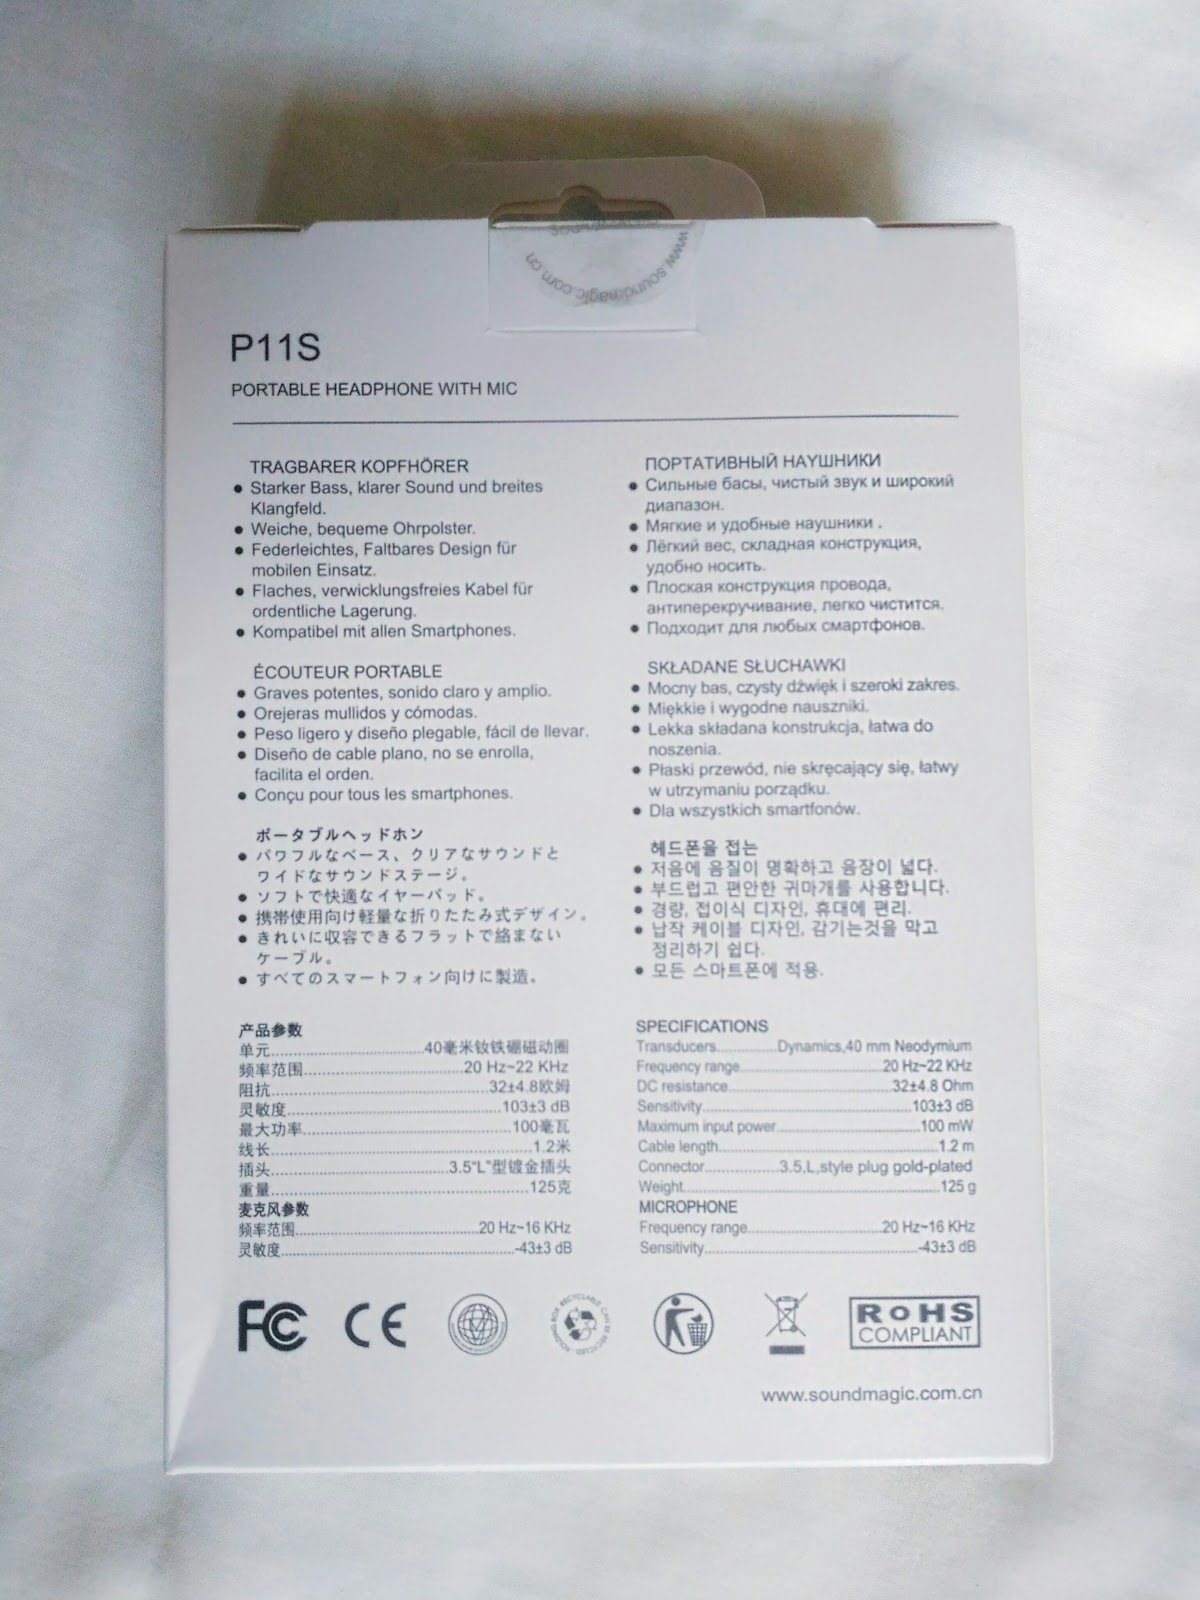 www.soundmagic.com.cn
P11S
PORTABLE HEADPHONE WITH MIC
TRAGBARER KOPFHÖRER
● Starker Bass, klarer Sound und breites
Klangfeld.
● Weiche, bequeme Ohrpolster.
● Federleichtes, Faltbares Design für
mobilen Einsatz.
● Flaches, verwicklungsfreies Kabel für
ordentliche Lagerung.
● Kompatibel mit allen Smartphones.
ÉCOUTEUR PORTABLE
● Graves potentes, sonido claro y amplio.
● Orejeras mullidos y cómodas.
● Peso ligero y diseño plegable, fácil de llevar.
● Diseño de cable plano, no se enrolla,
facilita el orden.
● Conçu pour tous les smartphones.
ポータブルヘッドホン
● パワフルなベース、クリアなサウンドと
ワイドなサウンドステージ。
● ソフトで快適なイヤーパッド。
● 携帯使用向け軽量な折りたたみ式デザイン。
● きれいに収容できるフラットで絡まない
ケーブル。
● すべてのスマートフォン向けに製造。
产品参数
单元........................40毫米钕铁硼磁动圈
频率范围........................20 Hz~22 KHz
阻抗........................32±4.8欧姆
灵敏度........................103±3 dB
最大功率........................100毫瓦
线长........................1.2米
插头........................3.5"L"型镀金插头
重量........................125克
麦克风参数
频率范围........................20 Hz~16 KHz
灵敏度........................-43±3 dB
ПОРТАТИВНЫЙ НАYШНИКИ
● Сильные басы, чистый звук и широкий
диапазон.
● Мягкие и удобные наушники .
● Лёгкий вес, складная конструкция,
удобно носить.
● Плоская конструкция провода,
антиперекручивание, легко чистится.
● Подходит для любых смартфонов.
SKŁADANE SŁUCHAWKI
● Mocny bas, czysty dźwięk i szeroki zakres.
● Miękkie i wygodne nauszniki.
● Lekka składana konstrukcja, łatwa do
noszenia.
● Płaski przewód, nie skręcający się, łatwy
w utrzymaniu porządku.
● Dla wszystkich smartfonów.
헤드폰을 접는
● 저음에 음질이 명확하고 음장이 넓다.
● 부드럽고 편안한 귀마개를 사용합니다.
● 경량, 접이식 디자인, 휴대에 편리.
● 납작 케이블 디자인, 감기는것을 막고
정리하기 쉽다.
● 모든 스마트폰에 적용.
SPECIFICATIONS
Transducers.............Dynamics,40 mm Neodymium
Frequency range........................20 Hz~22 KHz
DC resistance........................32±4.8 Ohm
Sensitivity........................103±3 dB
Maximum input power........................100 mW
Cable length........................1.2 m
Connector.............3.5,L,style plug gold-plated
Weight........................125 g
MICROPHONE
Frequency range........................20 Hz~16 KHz
Sensitivity........................-43±3 dB
FC CE
RoHS
COMPLIANT
www.soundmagic.com.cn